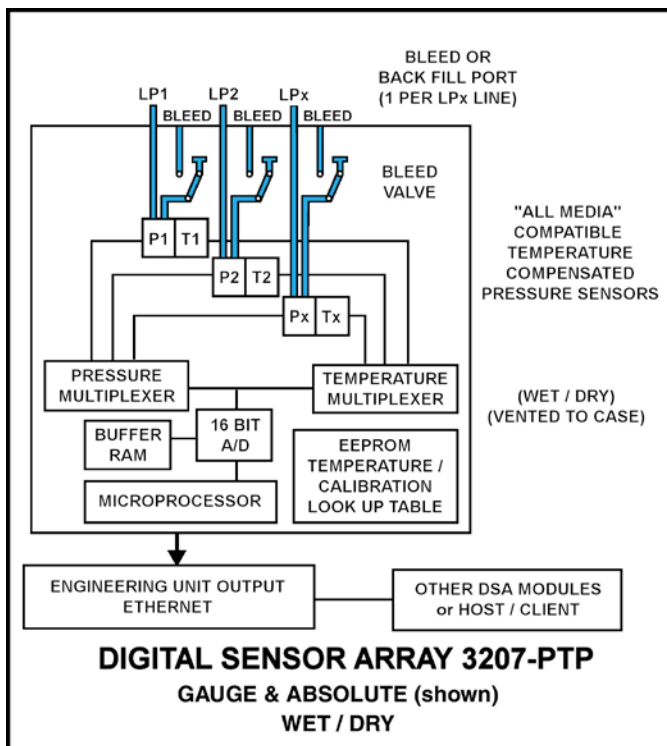 BLEED OR
BACK FILL PORT
(1 PER LPx LINE)
LP1 LP2 LPx
BLEED BLEED BLEED
BLEED
VALVE
"ALL MEDIA"
COMPATIBLE
TEMPERATURE
COMPENSATED
PRESSURE SENSORS
P1 T1
P2 T2
Px Tx
PRESSURE
MULTIPLEXER
TEMPERATURE
MULTIPLEXER
(WET / DRY)
(VENTED TO CASE)
BUFFER
RAM
16 BIT
A/D
EEPROM
TEMPERATURE /
CALIBRATION
LOOK UP TABLE
MICROPROCESSOR
ENGINEERING UNIT OUTPUT
ETHERNET
OTHER DSA MODULES
or HOST / CLIENT
DIGITAL SENSOR ARRAY 3207-PTP
GAUGE & ABSOLUTE (shown)
WET / DRY